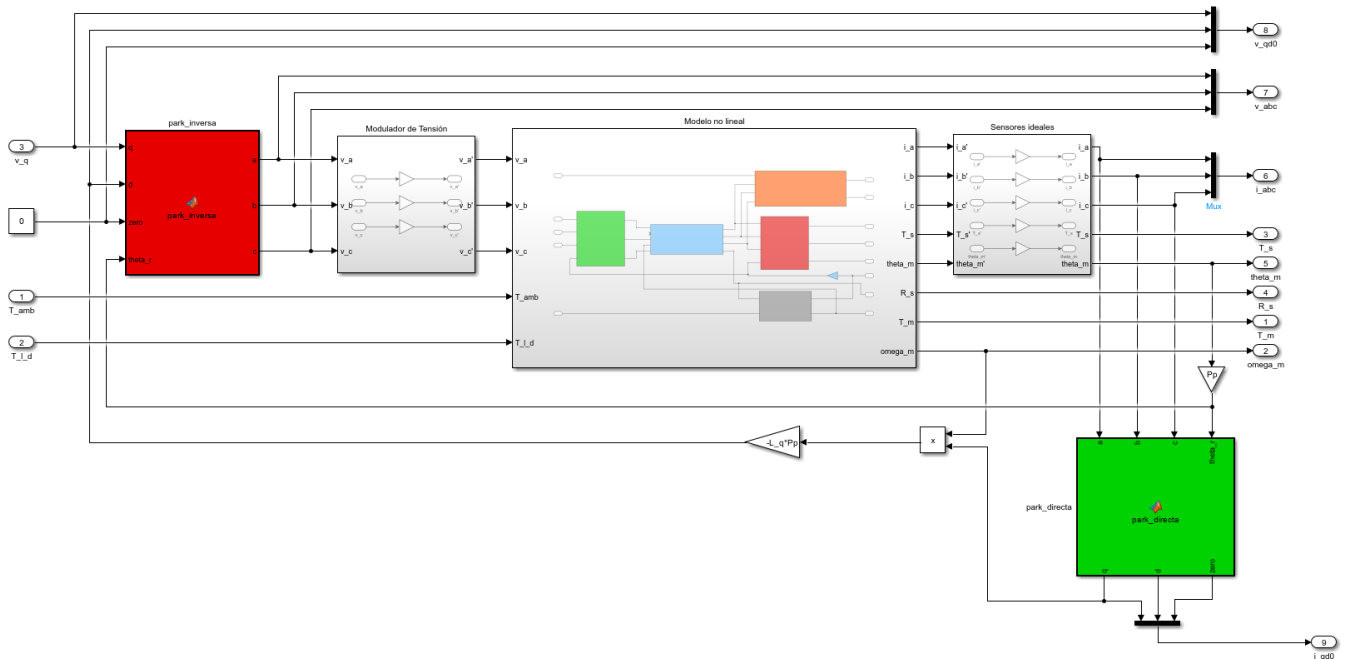 8
v_qd0
7
v_abc
park_inversa
Modulador de Tensión
Modelo no lineal
Sensores ideales
3
v_q
q
d
zero
theta_r
park_inversa
a
b
c
0
v_a
v_b
v_c
v_a'
v_b'
v_c'
v_a
v_b
v_c
T_amb
T_l_d
i_a
i_b
i_c
T_s
theta_m
R_s
T_m
omega_m
i_a'
i_b'
i_c'
T_s'
theta_m'
i_a
i_b
i_c
T_s
theta_m
6
i_abc
Mux
3
T_s
5
theta_m
4
R_s
1
T_m
2
omega_m
1
T_amb
2
T_l_d
Pp
-L_q*Pp
x
a
b
c
theta_r
park_directa
park_directa
q
d
zero
9
i_qd0